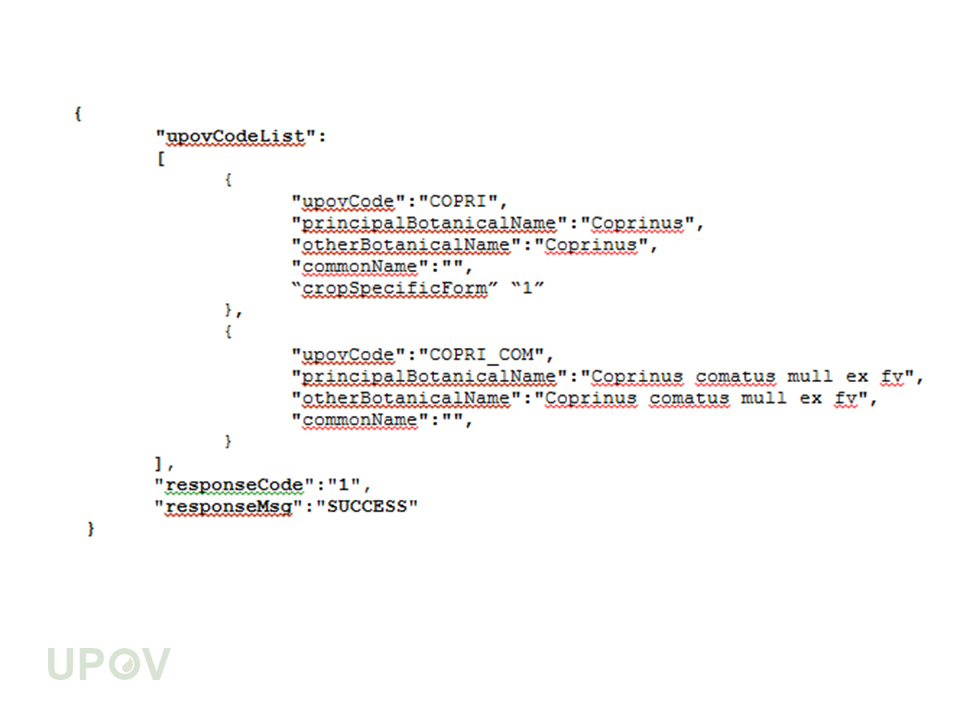 {
"upovCodeList":
[
{
"upovCode":"COPRI",
"principalBotanicalName":"Coprinus",
"otherBotanicalName":"Coprinus",
"commonName":"",
“cropSpecificForm” “1”
},
{
"upovCode":"COPRI_COM",
"principalBotanicalName":"Coprinus comatus mull ex fv",
"otherBotanicalName":"Coprinus comatus mull ex fv",
"commonName":"",
}
],
"responseCode":"1",
"responseMsg":"SUCCESS"
}
UPOV